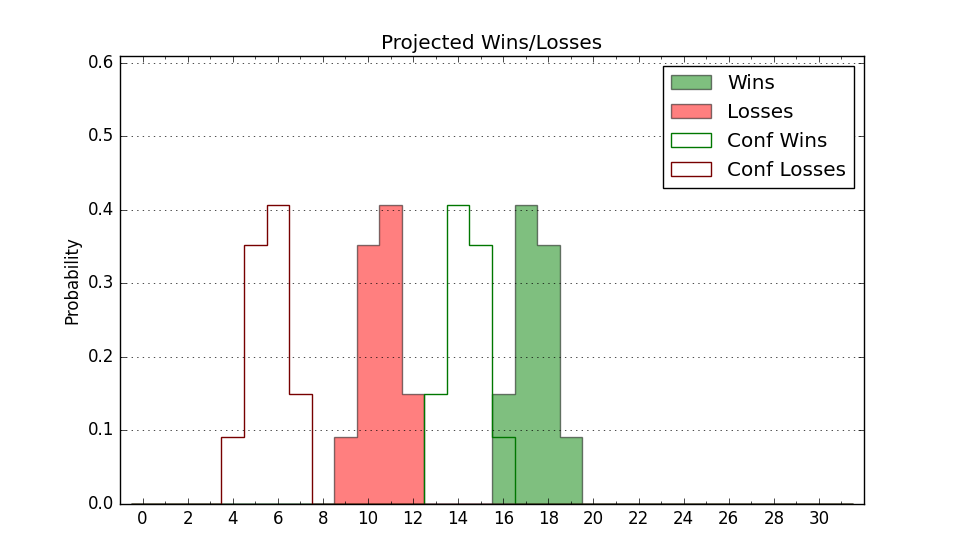 Projected Wins/Losses
0.6
0.5
0.4
0.3
0.2
0.1
0.0
Probability
Wins
Losses
Conf Wins
Conf Losses
0 2 4 6 8 10 12 14 16 18 20 22 24 26 28 30